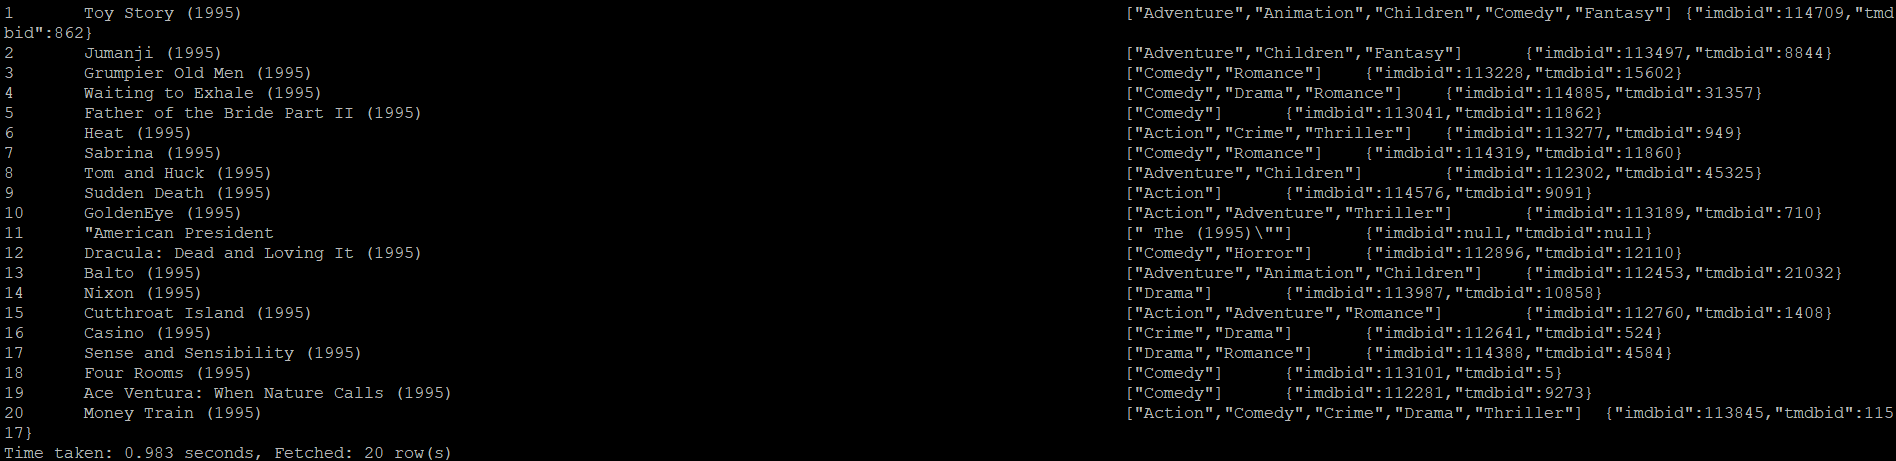 1 Toy Story (1995) ["Adventure","Animation","Children","Comedy","Fantasy"] {"imdbid":114709,"tmd
bid":862}
2 Jumanji (1995) ["Adventure","Children","Fantasy"] {"imdbid":113497,"tmdbid":8844}
3 Grumpier Old Men (1995) ["Comedy","Romance"] {"imdbid":113228,"tmdbid":15602}
4 Waiting to Exhale (1995) ["Comedy","Drama","Romance"] {"imdbid":114885,"tmdbid":31357}
5 Father of the Bride Part II (1995) ["Comedy"] {"imdbid":113041,"tmdbid":11862}
6 Heat (1995) ["Action","Crime","Thriller"] {"imdbid":113277,"tmdbid":949}
7 Sabrina (1995) ["Comedy","Romance"] {"imdbid":114319,"tmdbid":11860}
8 Tom and Huck (1995) ["Adventure","Children"] {"imdbid":112302,"tmdbid":45325}
9 Sudden Death (1995) ["Action"] {"imdbid":114576,"tmdbid":9091}
10 GoldenEye (1995) ["Action","Adventure","Thriller"] {"imdbid":113189,"tmdbid":710}
11 "American President [" The (1995)\""] {"imdbid":null,"tmdbid":null}
12 Dracula: Dead and Loving It (1995) ["Comedy","Horror"] {"imdbid":112896,"tmdbid":12110}
13 Balto (1995) ["Adventure","Animation","Children"] {"imdbid":112453,"tmdbid":21032}
14 Nixon (1995) ["Drama"] {"imdbid":113987,"tmdbid":10858}
15 Cutthroat Island (1995) ["Action","Adventure","Romance"] {"imdbid":112760,"tmdbid":1408}
16 Casino (1995) ["Crime","Drama"] {"imdbid":112641,"tmdbid":524}
17 Sense and Sensibility (1995) ["Drama","Romance"] {"imdbid":114388,"tmdbid":4584}
18 Four Rooms (1995) ["Comedy"] {"imdbid":113101,"tmdbid":5}
19 Ace Ventura: When Nature Calls (1995) ["Comedy"] {"imdbid":112281,"tmdbid":9273}
20 Money Train (1995) ["Action","Comedy","Crime","Drama","Thriller"] {"imdbid":113845,"tmdbid":115
17}
Time taken: 0.983 seconds, Fetched: 20 row(s)